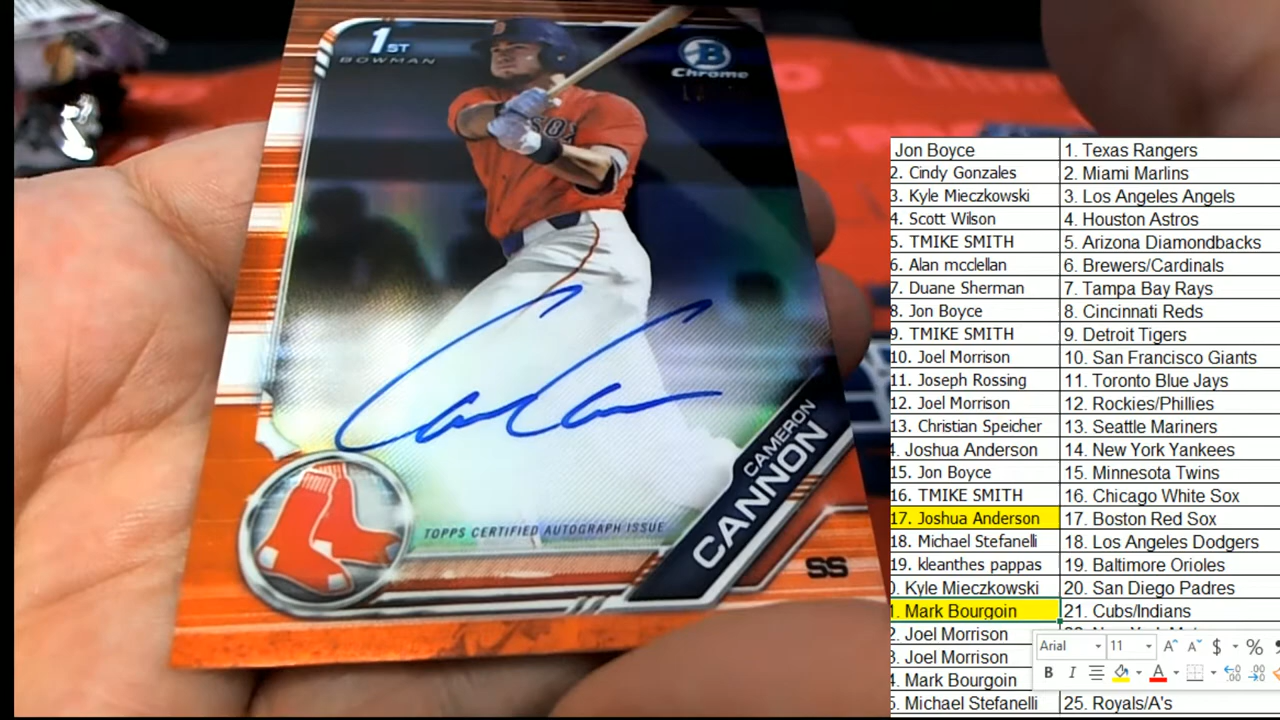 1ST
BOWMAN
B
Chrome
B
SOX
CAMERON
CANNON
TOPPS CERTIFIED AUTOGRAPH ISSUE
SS
Jon Boyce 1. Texas Rangers
2. Cindy Gonzales 2. Miami Marlins
3. Kyle Mieczkowski 3. Los Angeles Angels
4. Scott Wilson 4. Houston Astros
5. TMIKE SMITH 5. Arizona Diamondbacks
6. Alan mcclellan 6. Brewers/Cardinals
7. Duane Sherman 7. Tampa Bay Rays
8. Jon Boyce 8. Cincinnati Reds
9. TMIKE SMITH 9. Detroit Tigers
10. Joel Morrison 10. San Francisco Giants
11. Joseph Rossing 11. Toronto Blue Jays
12. Joel Morrison 12. Rockies/Phillies
13. Christian Speicher 13. Seattle Mariners
4. Joshua Anderson 14. New York Yankees
15. Jon Boyce 15. Minnesota Twins
16. TMIKE SMITH 16. Chicago White Sox
17. Joshua Anderson 17. Boston Red Sox
18. Michael Stefanelli 18. Los Angeles Dodgers
19. kleanthes pappas 19. Baltimore Orioles
0. Kyle Mieczkowski 20. San Diego Padres
1. Mark Bourgoin 21. Cubs/Indians
2. Joel Morrison
3. Joel Morrison
4. Mark Bourgoin
5. Michael Stefanelli 25. Royals/A's
Arial 11 A A $ %
B I A